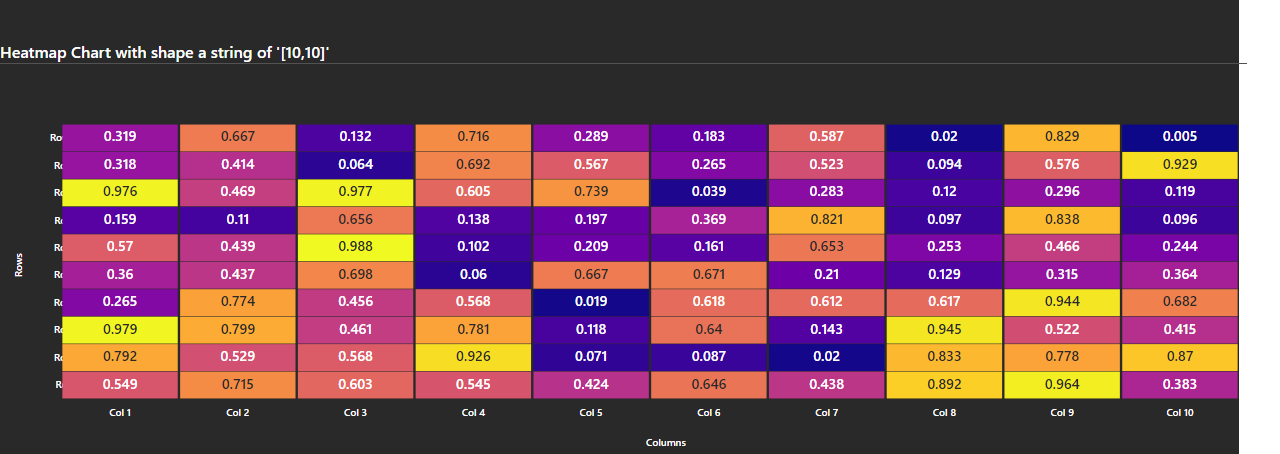 Heatmap Chart with shape a string of '[10,10]'
0.319 0.667 0.132 0.716 0.289 0.183 0.587 0.02 0.829 0.005
0.318 0.414 0.064 0.692 0.567 0.265 0.523 0.094 0.576 0.929
0.976 0.469 0.977 0.605 0.739 0.039 0.283 0.12 0.296 0.119
0.159 0.11 0.656 0.138 0.197 0.369 0.821 0.097 0.838 0.096
0.57 0.439 0.988 0.102 0.209 0.161 0.653 0.253 0.466 0.244
Rows
0.36 0.437 0.698 0.06 0.667 0.671 0.21 0.129 0.315 0.364
0.265 0.774 0.456 0.568 0.019 0.618 0.612 0.617 0.944 0.682
0.979 0.799 0.461 0.781 0.118 0.64 0.143 0.945 0.522 0.415
0.792 0.529 0.568 0.926 0.071 0.087 0.02 0.833 0.778 0.87
0.549 0.715 0.603 0.545 0.424 0.646 0.438 0.892 0.964 0.383
Col 1 Col 2 Col 3 Col 4 Col 5 Col 6 Col 7 Col 8 Col 9 Col 10
Columns